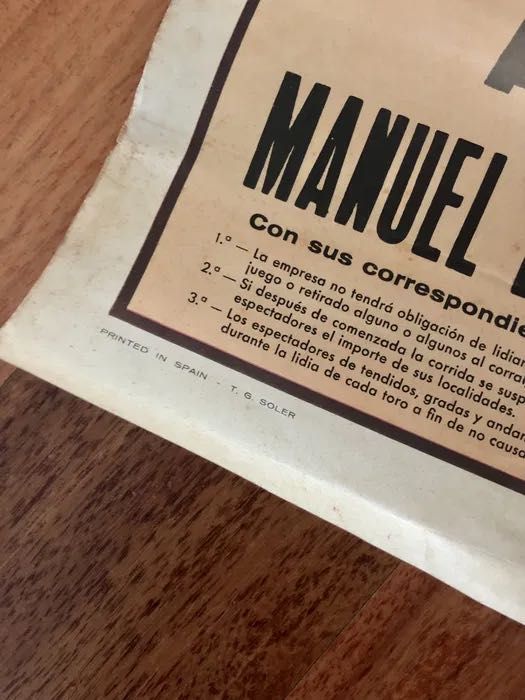 MANUEL
Con sus correspondie
1.ª — La empresa no tendrá obligación de lidiar
juego o retirado alguno o algunos al corra
2.ª — Si después de comenzada la corrida se susp
espectadores el importe de sus localidades.
3.ª — Los espectadores de tendidos, gradas y andan
durante la lidia de cada toro a fin de no causa
PRINTED IN SPAIN - T. G. SOLER